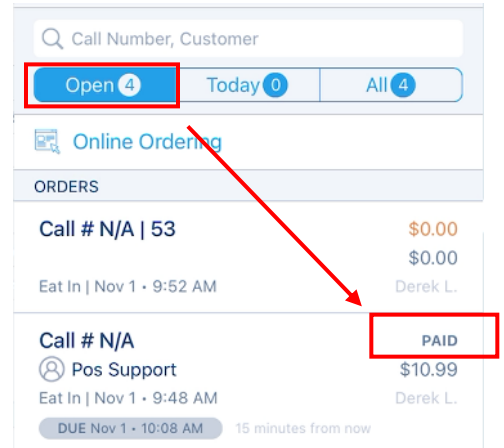 Call Number, Customer
Open 4 Today 0 All 4
Online Ordering
ORDERS
Call # N/A | 53 $0.00
$0.00
Eat In | Nov 1 • 9:52 AM Derek L.
Call # N/A PAID
Pos Support $10.99
Eat In | Nov 1 • 9:48 AM Derek L.
DUE Nov 1 • 10:08 AM 15 minutes from now